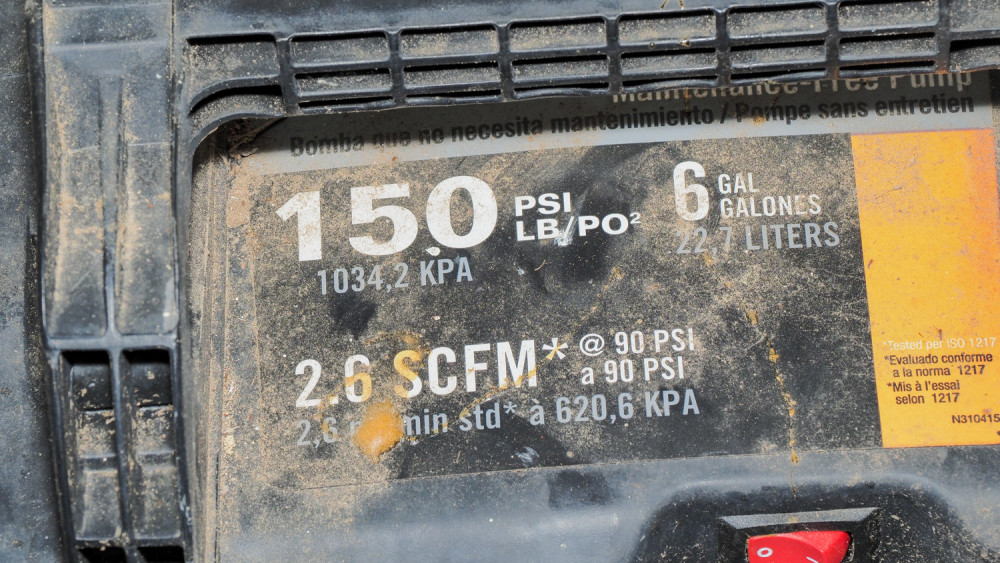 Maintenance-Free Pump
Bomba que no necesita mantenimiento / Pompe sans entretien
150 PSI
LB/PO²
1034,2 KPA
6 GAL
GALONES
22,7 LITERS
2.6 SCFM* @ 90 PSI
a 90 PSI
2,6 min std* à 620,6 KPA
*Tested per ISO 1217
*Evaluado conforme
a la norma 1217
*Mis à l'essai
selon 1217
N310415
O